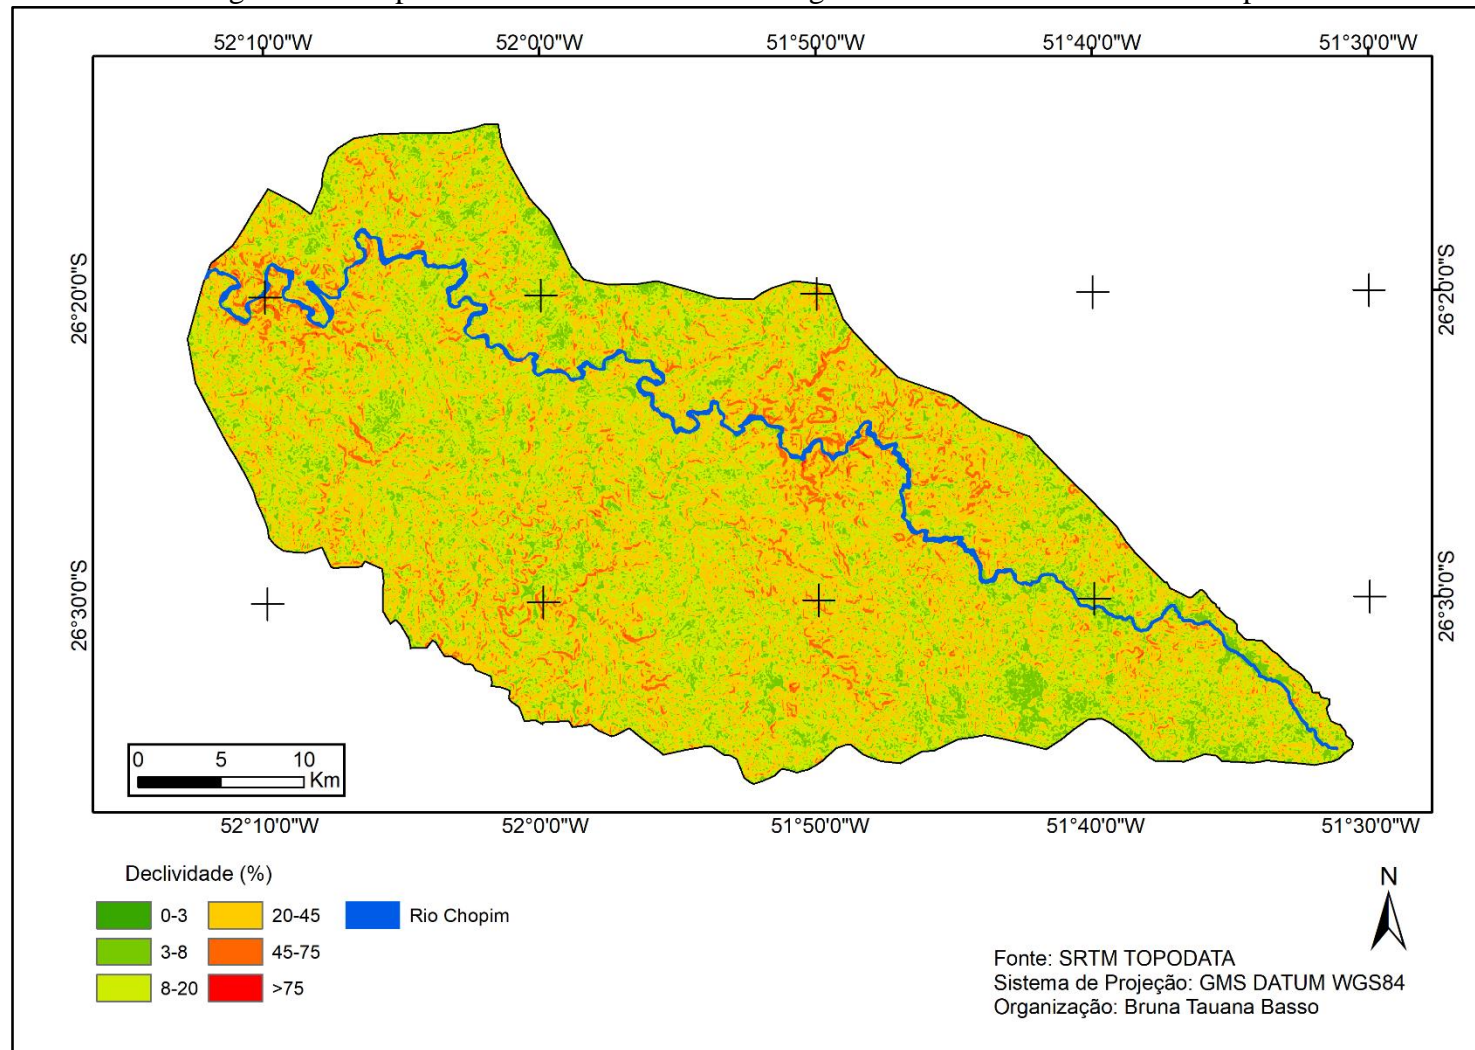 52°10'0"W 52°0'0"W 51°50'0"W 51°40'0"W 51°30'0"W
26°20'0"S 26°20'0"S
26°30'0"S 26°30'0"S
0 5 10
Km
52°10'0"W 52°0'0"W 51°50'0"W 51°40'0"W 51°30'0"W
Declividade (%)
0-3 20-45 Rio Chopim
3-8 45-75
8-20 >75
N
Fonte: SRTM TOPODATA
Sistema de Projeção: GMS DATUM WGS84
Organização: Bruna Tauana Basso